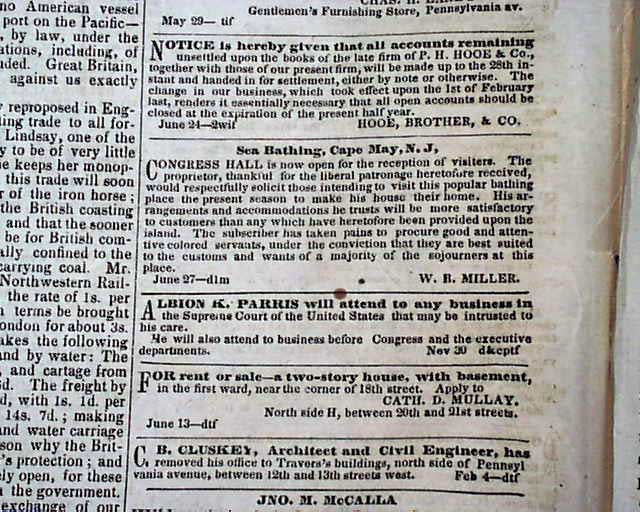 no American vessel
port on the Pacific—
, by law, under the
ations, including, of
uded. Great Britain,
against us exactly
reproposed in Eng-
ling trade to all for-
Lindsay, one of the
y to be of very little
he keeps her monop-
this trade will soon
r of the iron horse;
the British coasting
and that the sooner
be for British com-
ally confined to the
carrying coal. Mr.
Northwestern Rail-
the rate of 1s. per
n terms be brought
London for about 3s.
akes the following
and by water: The
, and cartage from
d. The freight by
d, with 1s. 1d. per
14s. 7d.; making
and water carriage
son why the Brit-
's protection; and
ely open, for these
the government.
exchange of our
Gentlemen's Furnishing Store, Pennsylvania av.
May 29— tif
NOTICE is hereby given that all accounts remaining
unsettled upon the books of the late firm of P. H. HOOE & Co.,
together with those of our present firm, will be made up to the 28th in-
stant and handed in for settlement, either by note or otherwise. The
change in our business, which took effect upon the 1st of February
last, renders it essentially necessary that all open accounts should be
closed at the expiration of the present half year.
June 24—2wif HOOE, BROTHER, & CO.
Sea Bathing, Cape May, N. J,
CONGRESS HALL is now open for the reception of visiters. The
proprietor, thankful for the liberal patronage heretofore received,
would respectfully solicit those intending to visit this popular bathing
place the present season to make his house their home. His ar-
rangements and accommodations he trusts will be more satisfactory
to customers than any which have heretofore been provided upon the
island. The subscriber has taken pains to procure good and atten-
tive colored servants, under the conviction that they are best suited
to the customs and wants of a majority of the sojourners at this
place.
June 27—d1m W. B. MILLER.
ALBION K. PARRIS will attend to any business in
the Supreme Court of the United States that may be intrusted to
his care.
He will also attend to business before Congress and the executive
departments. Nov 30 d&cptf
FOR rent or sale—a two-story house, with basement,
in the first ward, near the corner of 18th street. Apply to
CATH. D. MULLAY.
North side H, between 20th and 21st streets.
June 13—dtf
C. B. CLUSKEY, Architect and Civil Engineer, has
removed his office to Travers's buildings, north side of Pennsyl
vania avenue, between 12th and 13th streets west. Feb 4—dtf
JNO. M. McCALLA